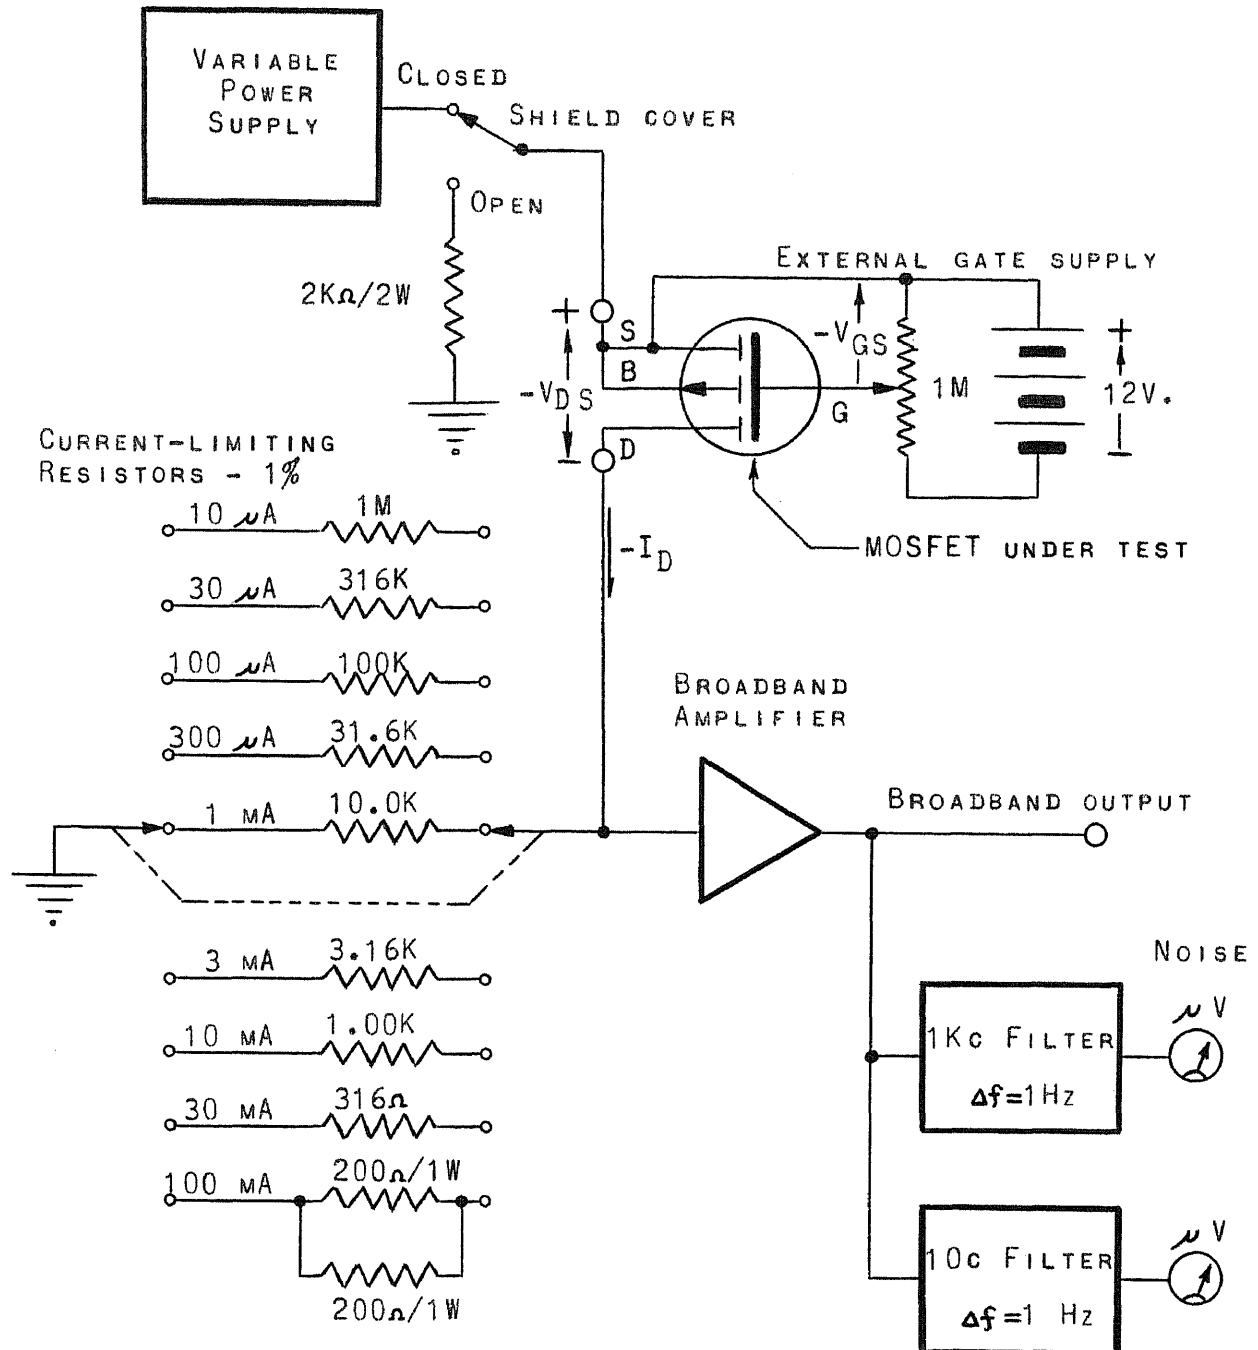 VARIABLE
POWER
SUPPLY
CLOSED
SHIELD COVER
OPEN
2KΩ/2W
EXTERNAL GATE SUPPLY
+
S
B
-VDS
D
-
-VGS
G
1M
+
12V.
-
MOSFET UNDER TEST
-ID
CURRENT-LIMITING
RESISTORS - 1%
10 μA 1M
30 μA 316K
100 μA 100K
300 μA 31.6K
1 MA 10.0K
3 MA 3.16K
10 MA 1.00K
30 MA 316Ω
100 MA 200Ω/1W
200Ω/1W
BROADBAND
AMPLIFIER
BROADBAND OUTPUT
NOISE
1KC FILTER
Δf=1Hz
μV
10C FILTER
Δf=1 Hz
μV